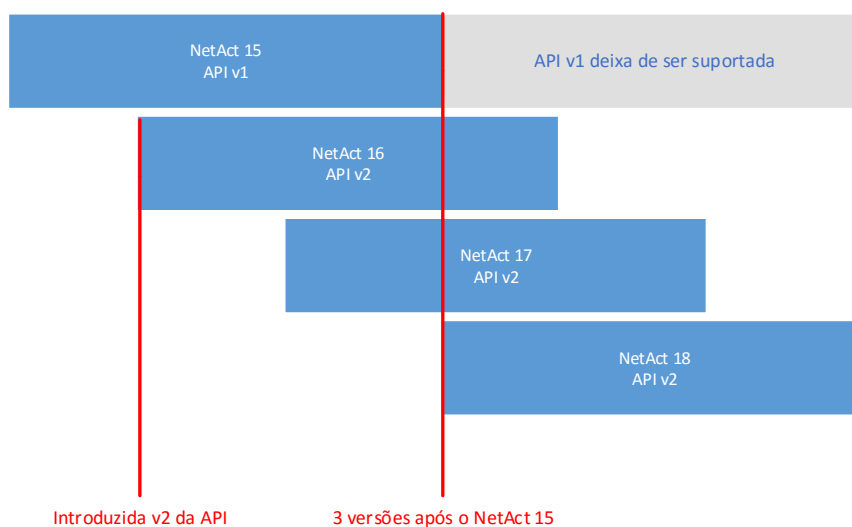 NetAct 15
API v1
API v1 deixa de ser suportada
NetAct 16
API v2
NetAct 17
API v2
NetAct 18
API v2
Introduzida v2 da API
3 versões após o NetAct 15